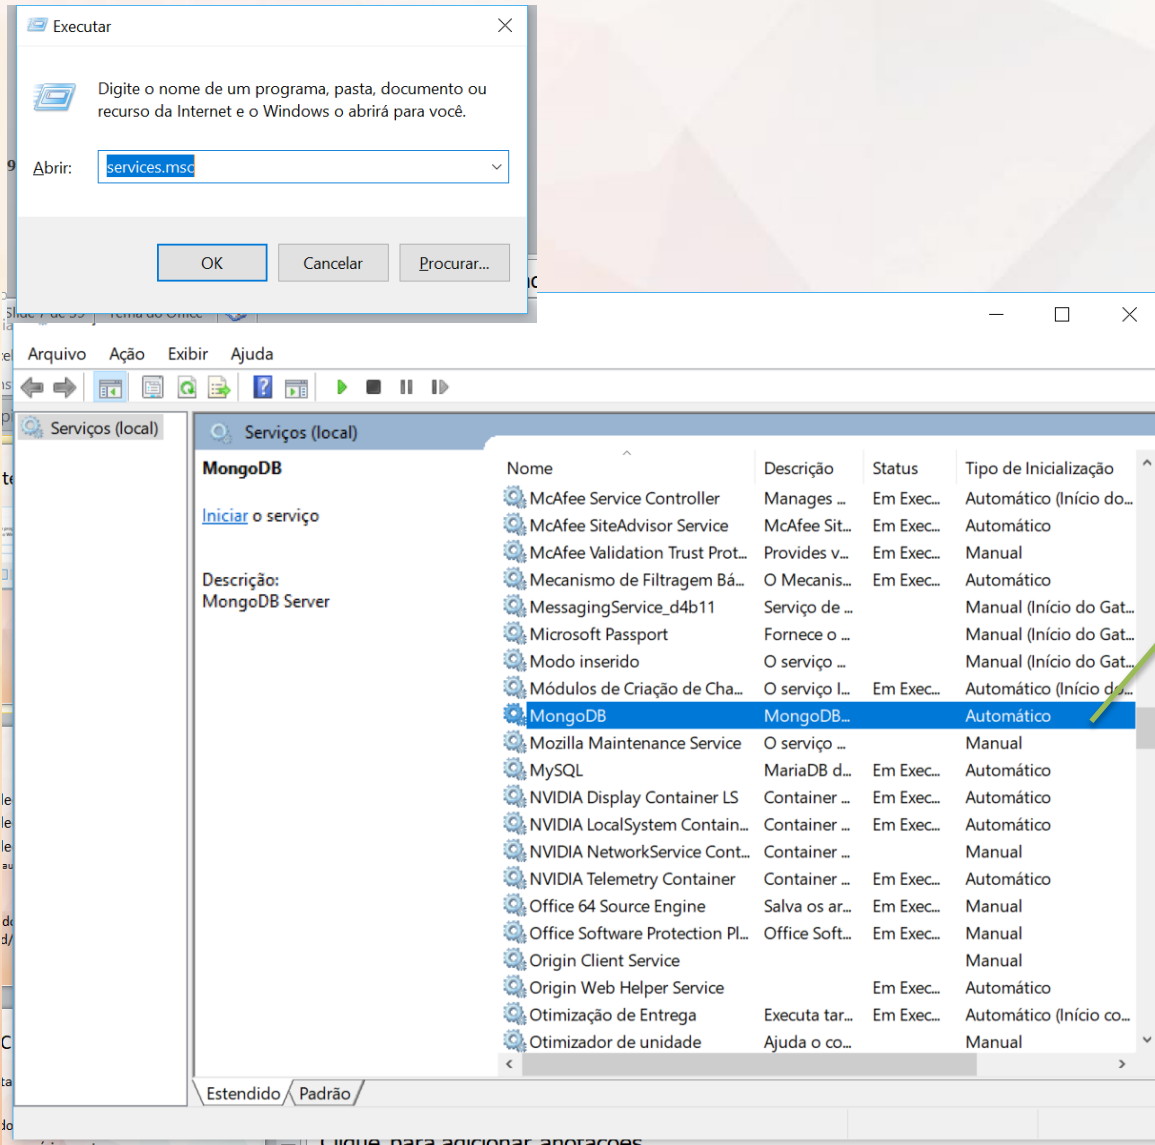 Executar
Digite o nome de um programa, pasta, documento ou
recurso da Internet e o Windows o abrirá para você.
Abrir: services.msc
OK Cancelar Procurar...
Arquivo Ação Exibir Ajuda
Serviços (local)
Serviços (local)
MongoDB
Iniciar o serviço
Descrição:
MongoDB Server
Nome Descrição Status Tipo de Inicialização
McAfee Service Controller Manages ... Em Exec... Automático (Início do...
McAfee SiteAdvisor Service McAfee Sit... Em Exec... Automático
McAfee Validation Trust Prot... Provides v... Em Exec... Manual
Mecanismo de Filtragem Bá... O Mecanis... Em Exec... Automático
MessagingService_d4b11 Serviço de ... Manual (Início do Gat...
Microsoft Passport Fornece o ... Manual (Início do Gat...
Modo inserido O serviço ... Manual (Início do Gat...
Módulos de Criação de Cha... O serviço I... Em Exec... Automático (Início do...
MongoDB MongoDB... Automático
Mozilla Maintenance Service O serviço ... Manual
MySQL MariaDB d... Em Exec... Automático
NVIDIA Display Container LS Container ... Em Exec... Automático
NVIDIA LocalSystem Contain... Container ... Em Exec... Automático
NVIDIA NetworkService Cont... Container ... Manual
NVIDIA Telemetry Container Container ... Em Exec... Automático
Office 64 Source Engine Salva os ar... Em Exec... Manual
Office Software Protection Pl... Office Soft... Em Exec... Manual
Origin Client Service Manual
Origin Web Helper Service Em Exec... Automático
Otimização de Entrega Executa tar... Em Exec... Automático (Início co...
Otimizador de unidade Ajuda o co... Manual
Estendido Padrão
Clique para adicionar anotações